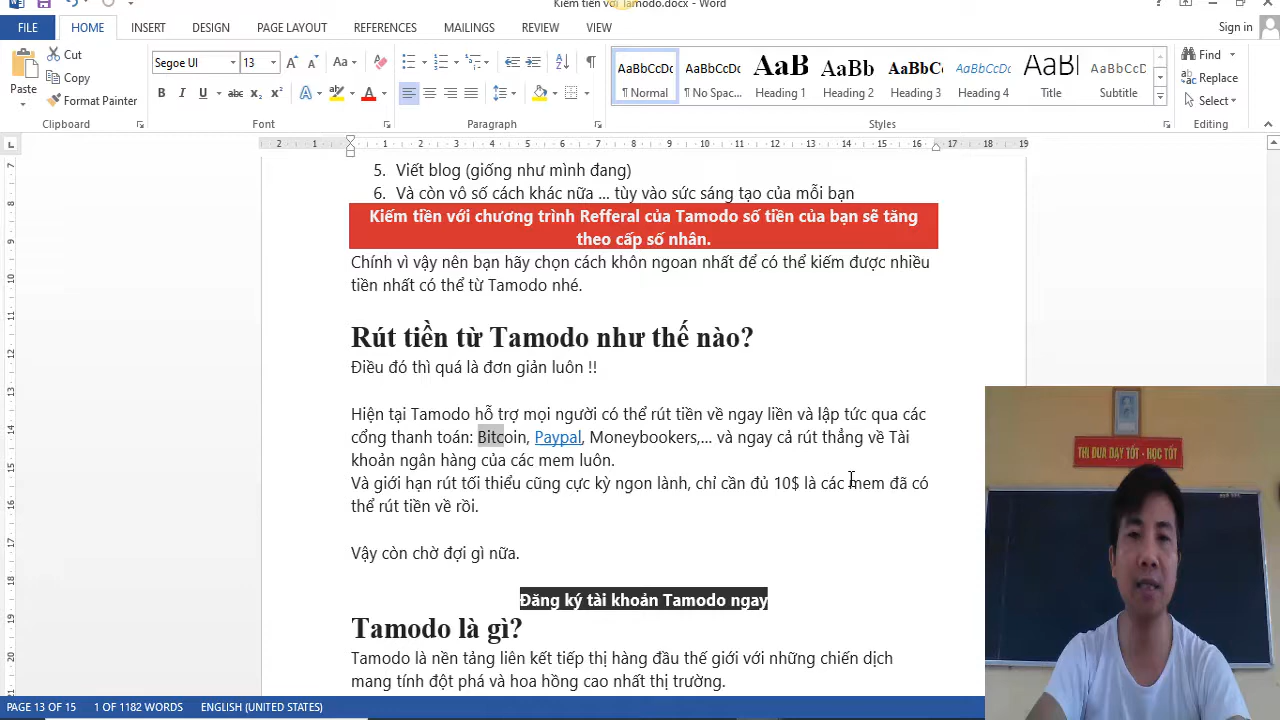 Kiếm tiền với Tamodo.docx - Word
FILE HOME INSERT DESIGN PAGE LAYOUT REFERENCES MAILINGS REVIEW VIEW Sign in
Cut
Copy
Format Painter
Paste
Clipboard
Segoe UI 13
Font
Paragraph
AaBbCcDc AaBbCcDc AaB AaBb AaBbCc AaBbCcDc AaBl AaBbCcD
¶ Normal ¶ No Spac... Heading 1 Heading 2 Heading 3 Heading 4 Title Subtitle
Styles
Find
Replace
Select
Editing
5. Viết blog (giống như mình đang)
6. Và còn vô số cách khác nữa ... tùy vào sức sáng tạo của mỗi bạn
Kiếm tiền với chương trình Refferal của Tamodo số tiền của bạn sẽ tăng
theo cấp số nhân.
Chính vì vậy nên bạn hãy chọn cách khôn ngoan nhất để có thể kiếm được nhiều
tiền nhất có thể từ Tamodo nhé.
Rút tiền từ Tamodo như thế nào?
Điều đó thì quá là đơn giản luôn !!
Hiện tại Tamodo hỗ trợ mọi người có thể rút tiền về ngay liền và lập tức qua các
cổng thanh toán: Bitcoin, Paypal, Moneybookers,... và ngay cả rút thẳng về Tài
khoản ngân hàng của các mem luôn.
Và giới hạn rút tối thiểu cũng cực kỳ ngon lành, chỉ cần đủ 10$ là các mem đã có
thể rút tiền về rồi.
Vậy còn chờ đợi gì nữa.
Đăng ký tài khoản Tamodo ngay
Tamodo là gì?
Tamodo là nền tảng liên kết tiếp thị hàng đầu thế giới với những chiến dịch
mang tính đột phá và hoa hồng cao nhất thị trường.
THI ĐUA DẠY TỐT - HỌC TỐT
PAGE 13 OF 15 1 OF 1182 WORDS ENGLISH (UNITED STATES)